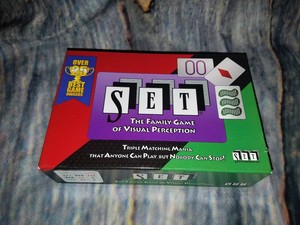 OVER
25
BEST
GAME
AWARDS
SET
THE FAMILY GAME
OF VISUAL PERCEPTION
TRIPLE MATCHING MANIA
THAT ANYONE CAN PLAY, BUT NOBODY CAN STOP!
SET